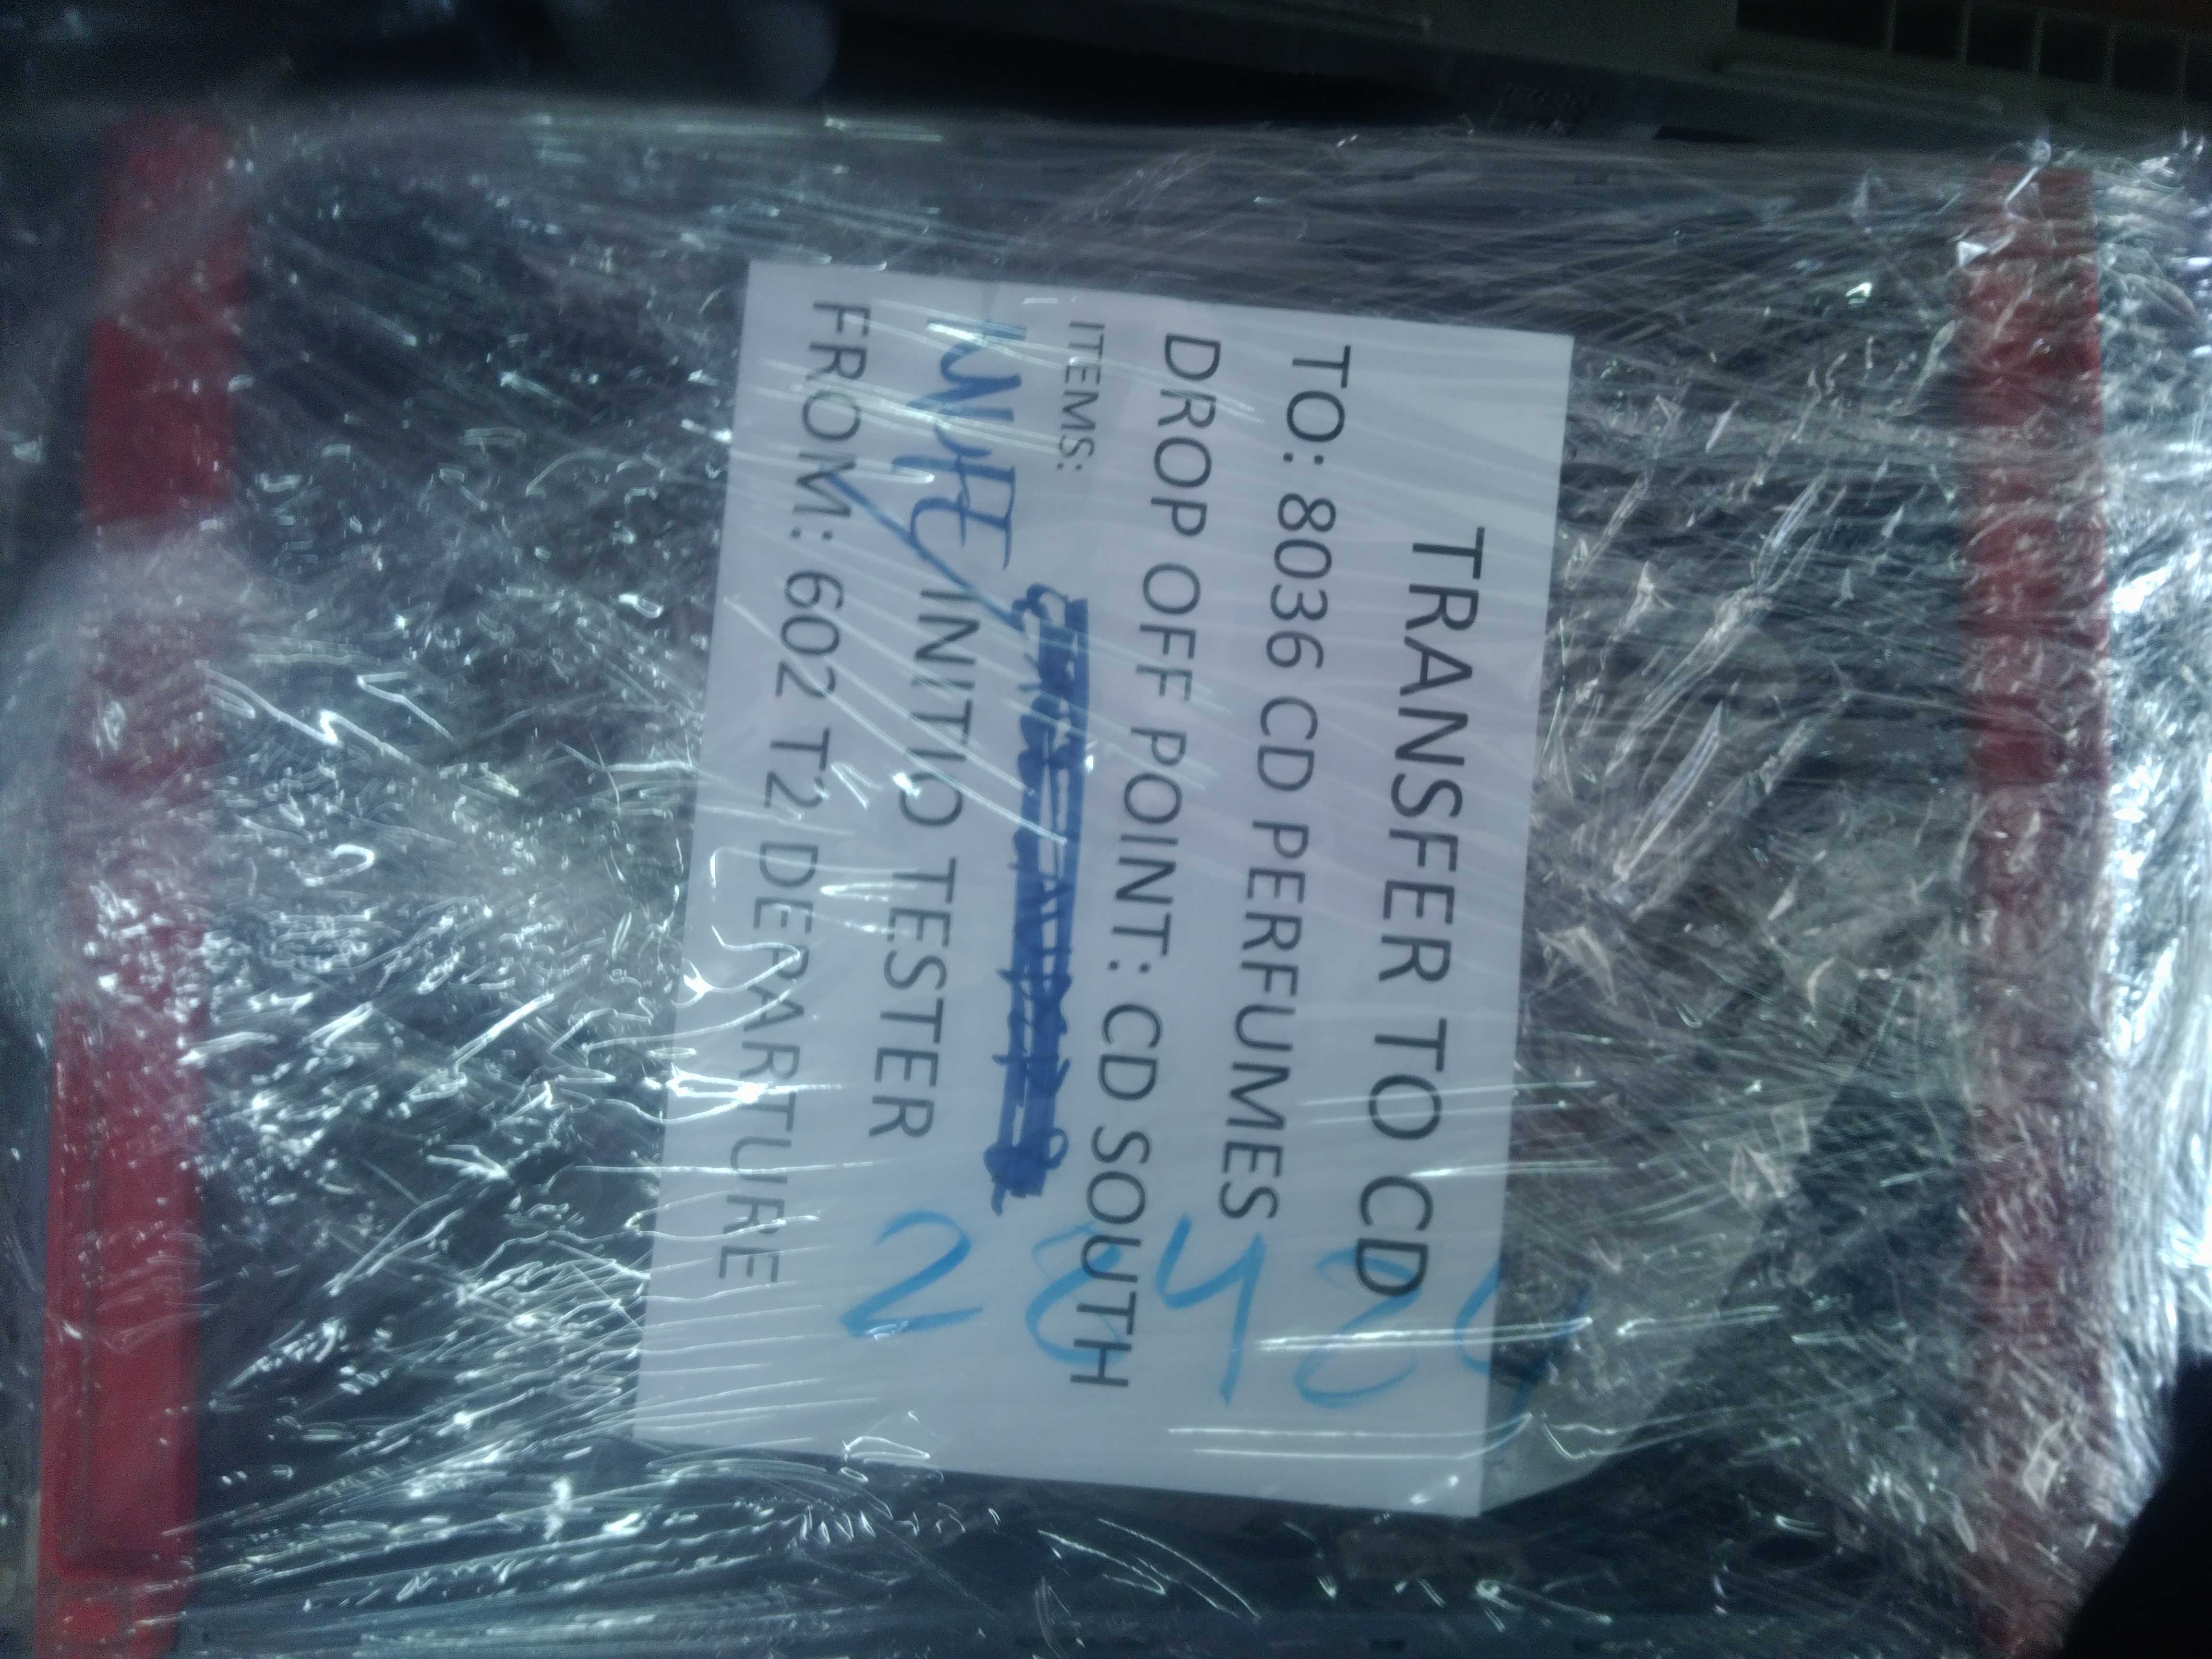 TRANSFER TO CD
TO: 8036 CD PERFUMES
DROP OFF POINT: CD SOUTH
ITEMS:
INITIO TESTER
FROM: 602 T2 DEPARTURE